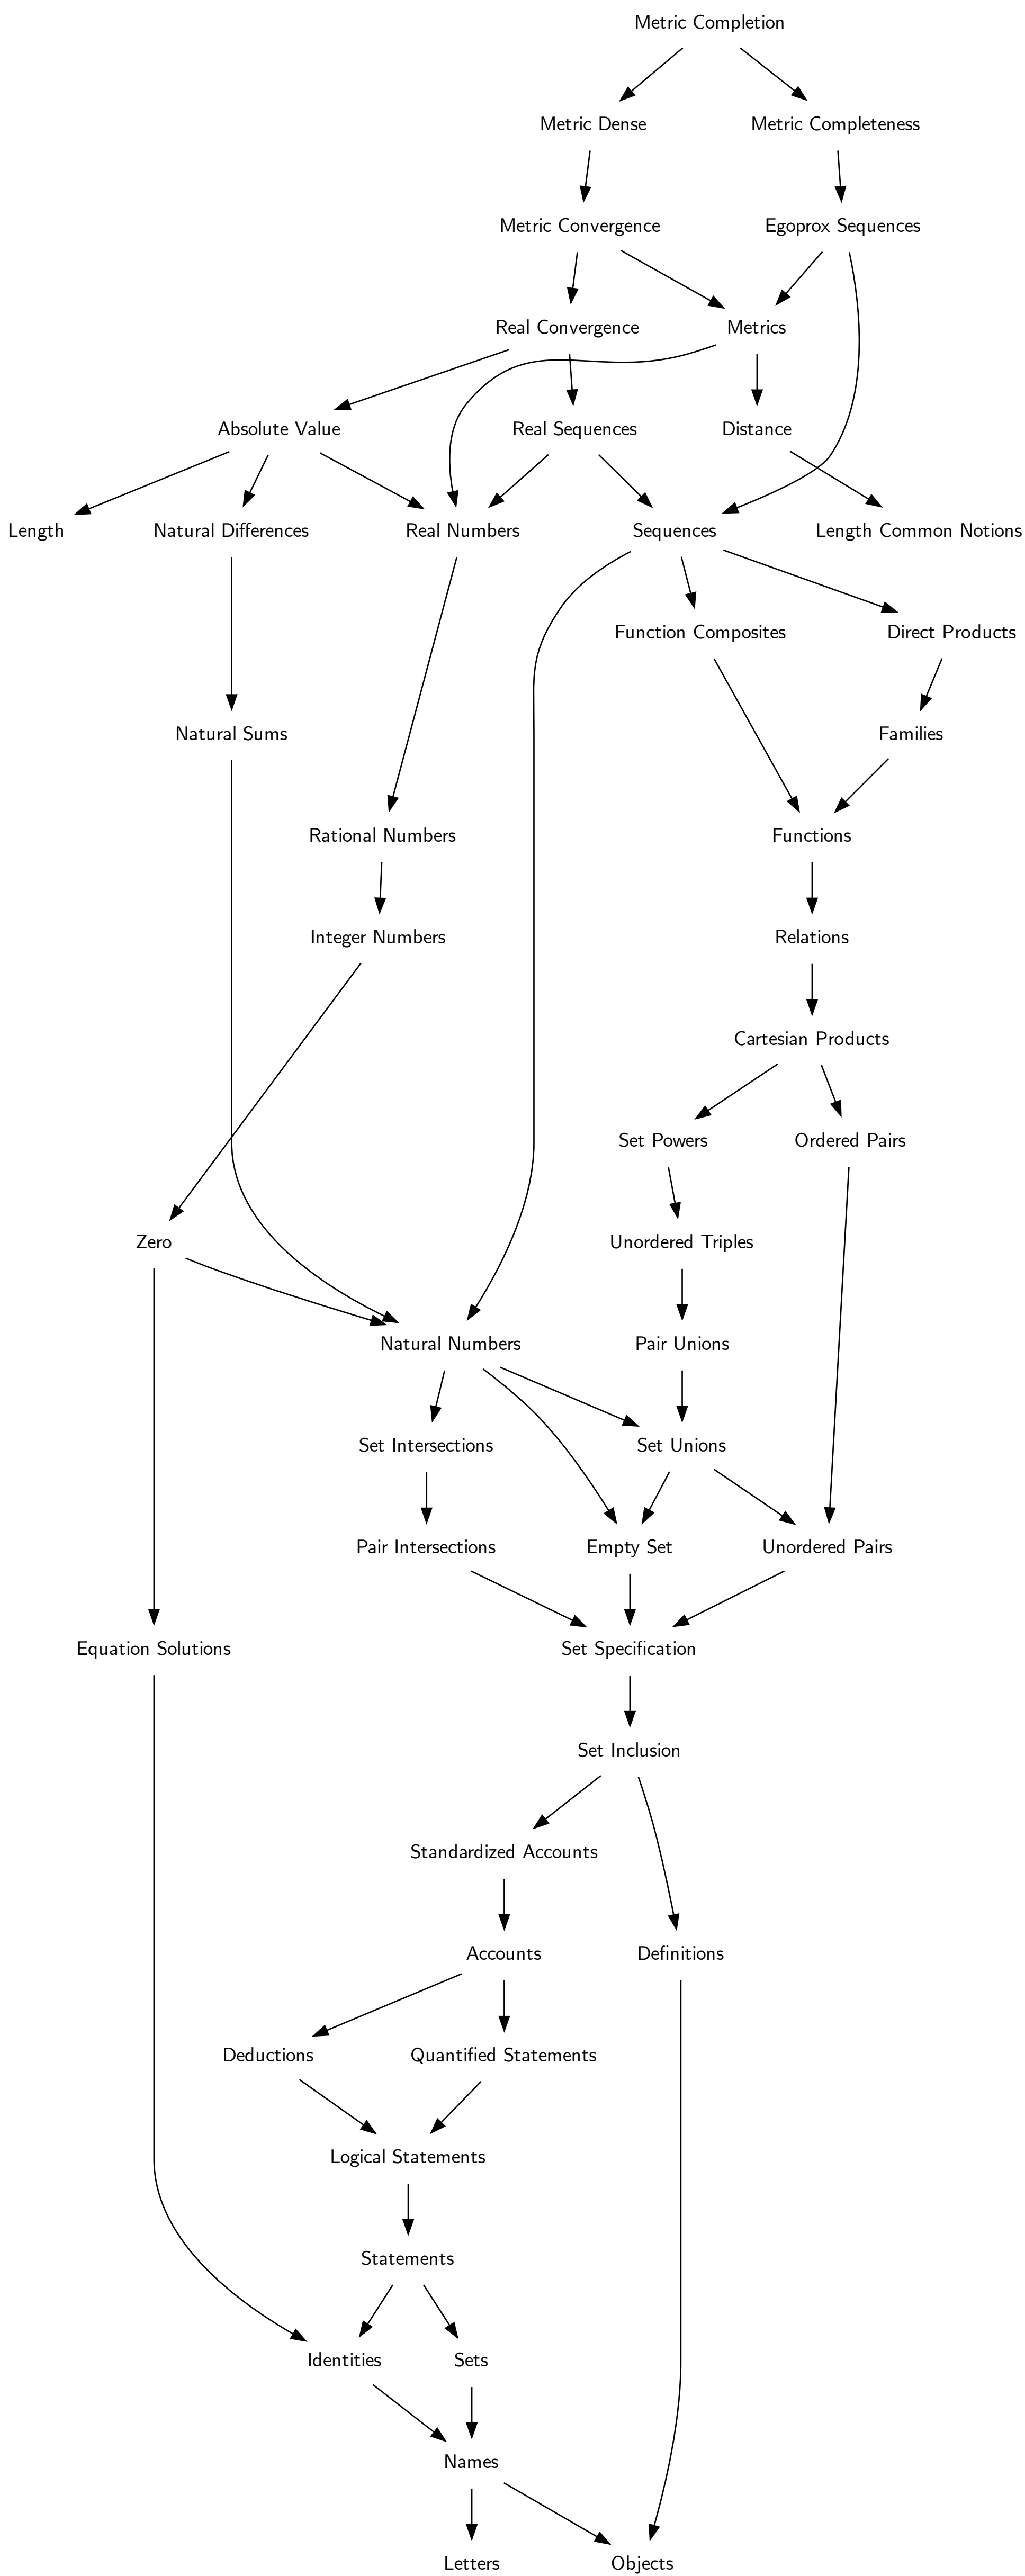 Metric Completion
Metric Dense
Metric Completeness
Metric Convergence
Egoprox Sequences
Real Convergence
Metrics
Absolute Value
Real Sequences
Distance
Length
Natural Differences
Real Numbers
Sequences
Length Common Notions
Function Composites
Direct Products
Natural Sums
Families
Rational Numbers
Functions
Integer Numbers
Relations
Cartesian Products
Set Powers
Ordered Pairs
Zero
Unordered Triples
Natural Numbers
Pair Unions
Set Intersections
Set Unions
Pair Intersections
Empty Set
Unordered Pairs
Equation Solutions
Set Specification
Set Inclusion
Standardized Accounts
Accounts
Definitions
Deductions
Quantified Statements
Logical Statements
Statements
Identities
Sets
Names
Letters
Objects